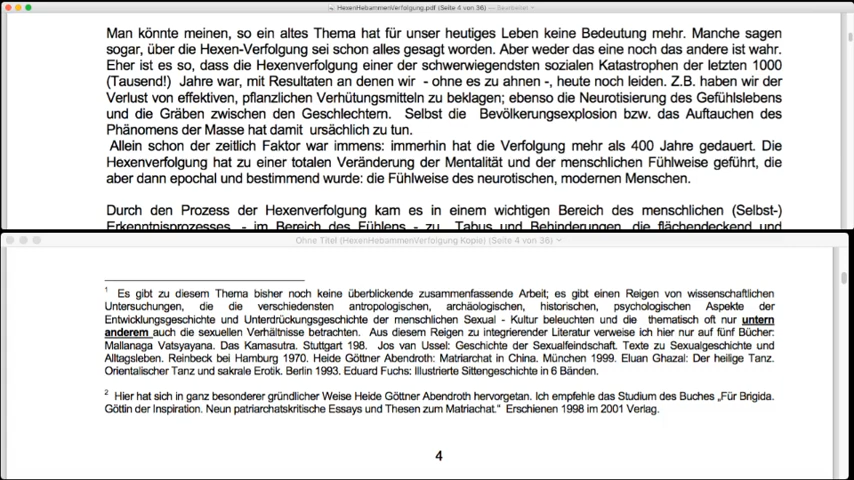 HexenHebammenVerfolgung.pdf (Seite 4 von 36) — Bearbeitet
Man könnte meinen, so ein altes Thema hat für unser heutiges Leben keine Bedeutung mehr. Manche sagen
sogar, über die Hexen-Verfolgung sei schon alles gesagt worden. Aber weder das eine noch das andere ist wahr.
Eher ist es so, dass die Hexenverfolgung einer der schwerwiegendsten sozialen Katastrophen der letzten 1000
(Tausend!) Jahre war, mit Resultaten an denen wir - ohne es zu ahnen -, heute noch leiden. Z.B. haben wir der
Verlust von effektiven, pflanzlichen Verhütungsmitteln zu beklagen; ebenso die Neurotisierung des Gefühlslebens
und die Gräben zwischen den Geschlechtern. Selbst die Bevölkerungsexplosion bzw. das Auftauchen des
Phänomens der Masse hat damit ursächlich zu tun.
Allein schon der zeitlich Faktor war immens: immerhin hat die Verfolgung mehr als 400 Jahre gedauert. Die
Hexenverfolgung hat zu einer totalen Veränderung der Mentalität und der menschlichen Fühlweise geführt, die
aber dann epochal und bestimmend wurde: die Fühlweise des neurotischen, modernen Menschen.
Durch den Prozess der Hexenverfolgung kam es in einem wichtigen Bereich des menschlichen (Selbst-)
Erkenntnisprozesses - im Bereich des Fühlens - zu Tabus und Behinderungen, die flächendeckend und
Ohne Titel (HexenHebammenVerfolgung Kopie) (Seite 4 von 36)
1 Es gibt zu diesem Thema bisher noch keine überblickende zusammenfassende Arbeit; es gibt einen Reigen von wissenschaftlichen
Untersuchungen, die die verschiedensten antropologischen, archäologischen, historischen, psychologischen Aspekte der
Entwicklungsgeschichte und Unterdrückungsgeschichte der menschlichen Sexual - Kultur beleuchten und die thematisch oft nur untern
anderem auch die sexuellen Verhältnisse betrachten. Aus diesem Reigen zu integrierender Literatur verweise ich hier nur auf fünf Bücher:
Mallanaga Vatsyayana. Das Kamasutra. Stuttgart 198. Jos van Ussel: Geschichte der Sexualfeindschaft. Texte zu Sexualgeschichte und
Alltagsleben. Reinbeck bei Hamburg 1970. Heide Göttner Abendroth: Matriarchat in China. München 1999. Eluan Ghazal: Der heilige Tanz.
Orientalischer Tanz und sakrale Erotik. Berlin 1993. Eduard Fuchs: Illustrierte Sittengeschichte in 6 Bänden.
2 Hier hat sich in ganz besonderer gründlicher Weise Heide Göttner Abendroth hervorgetan. Ich empfehle das Studium des Buches „Für Brigida.
Göttin der Inspiration. Neun patriarchatskritische Essays und Thesen zum Matriachat." Erschienen 1998 im 2001 Verlag.
4